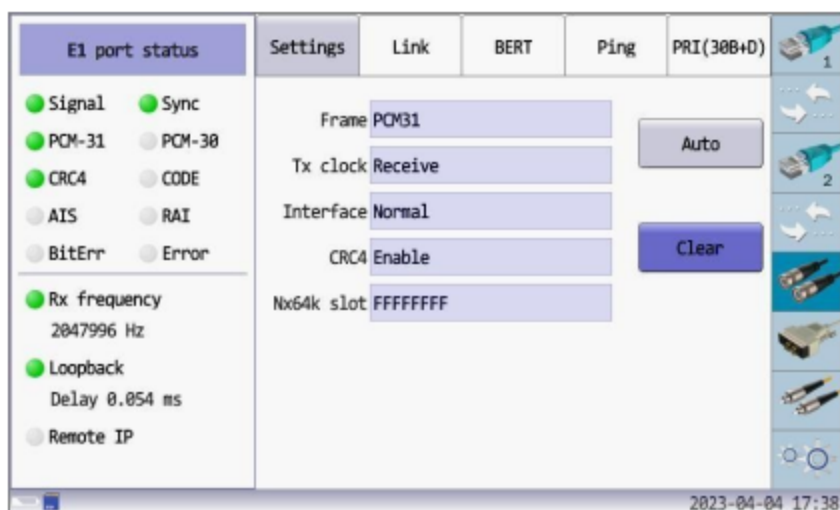 E1 port status
Settings Link BERT Ping PRI(30B+D)
Signal Sync
PCM-31 PCM-30
CRC4 CODE
AIS RAI
BitErr Error
Rx frequency
2047996 Hz
Loopback
Delay 0.054 ms
Remote IP
Frame PCM31
Tx clock Receive
Interface Normal
CRC4 Enable
Nx64k slot FFFFFFFF
Auto
Clear
1
2
2023-04-04 17:38